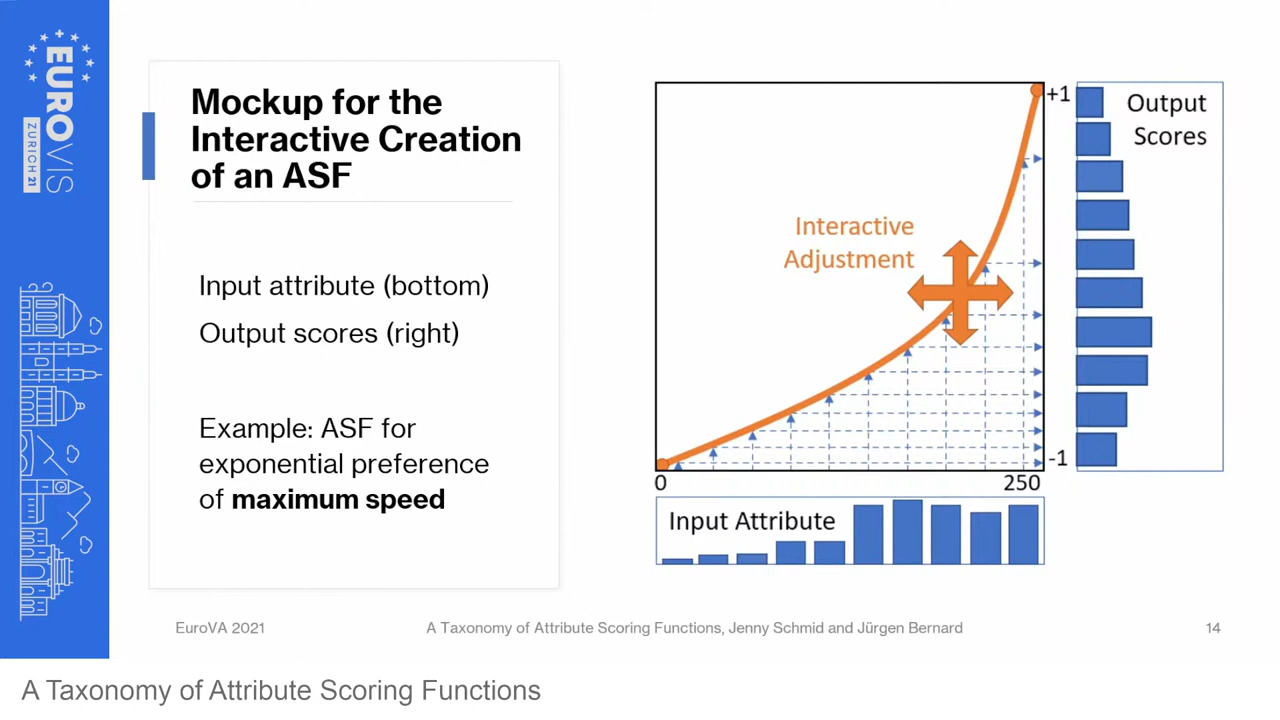 EUROVIS
ZURICH 21
Mockup for the
Interactive Creation
of an ASF
Input attribute (bottom)
Output scores (right)
Example: ASF for
exponential preference
of maximum speed
Interactive
Adjustment
+1
-1
0
250
Output
Scores
Input Attribute
EuroVA 2021
A Taxonomy of Attribute Scoring Functions, Jenny Schmid and Jürgen Bernard
14
A Taxonomy of Attribute Scoring Functions